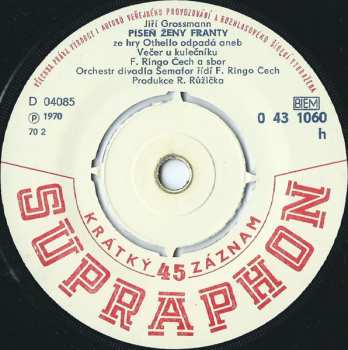 VŠECHNA PRÁVA VÝROBCE I AUTORŮ VEŘEJNÉHO PROVOZOVÁNÍ A ROZHLASOVÉHO ŠÍŘENÍ VYHRAZENA
Jiří Grossmann
PISEŇ ŽENY FRANTY
ze hry Othello odpadá aneb
Večer u kulečníku
F. Ringo Čech a sbor
Orchestr divadla Semafor řídí F. Ringo Čech
Produkce R. Růžička
D 04085
℗ 1970
70 2
BIEM
0 43 1060
h
KRÁTKÝ 45 ZÁZNAM
SUPRAPHON